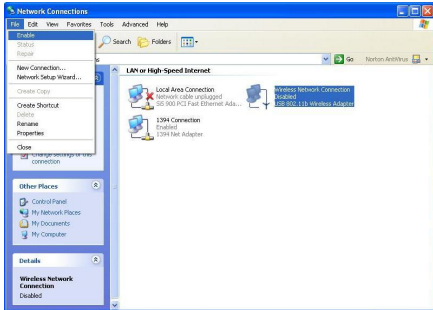 Network Connections
File Edit View Favorites Tools Advanced Help
Search Folders
Go Norton AntiVirus
Enable
Status
Repair
New Connection...
Network Setup Wizard...
Create Copy
Create Shortcut
Delete
Rename
Properties
Close
Change settings of this
connection
Other Places
Control Panel
My Network Places
My Documents
My Computer
Details
Wireless Network
Connection
Disabled
LAN or High-Speed Internet
Local Area Connection
Network cable unplugged
SiS 900 PCI Fast Ethernet Ada...
Wireless Network Connection
Disabled
USB 802.11b Wireless Adapter
1394 Connection
Enabled
1394 Net Adapter